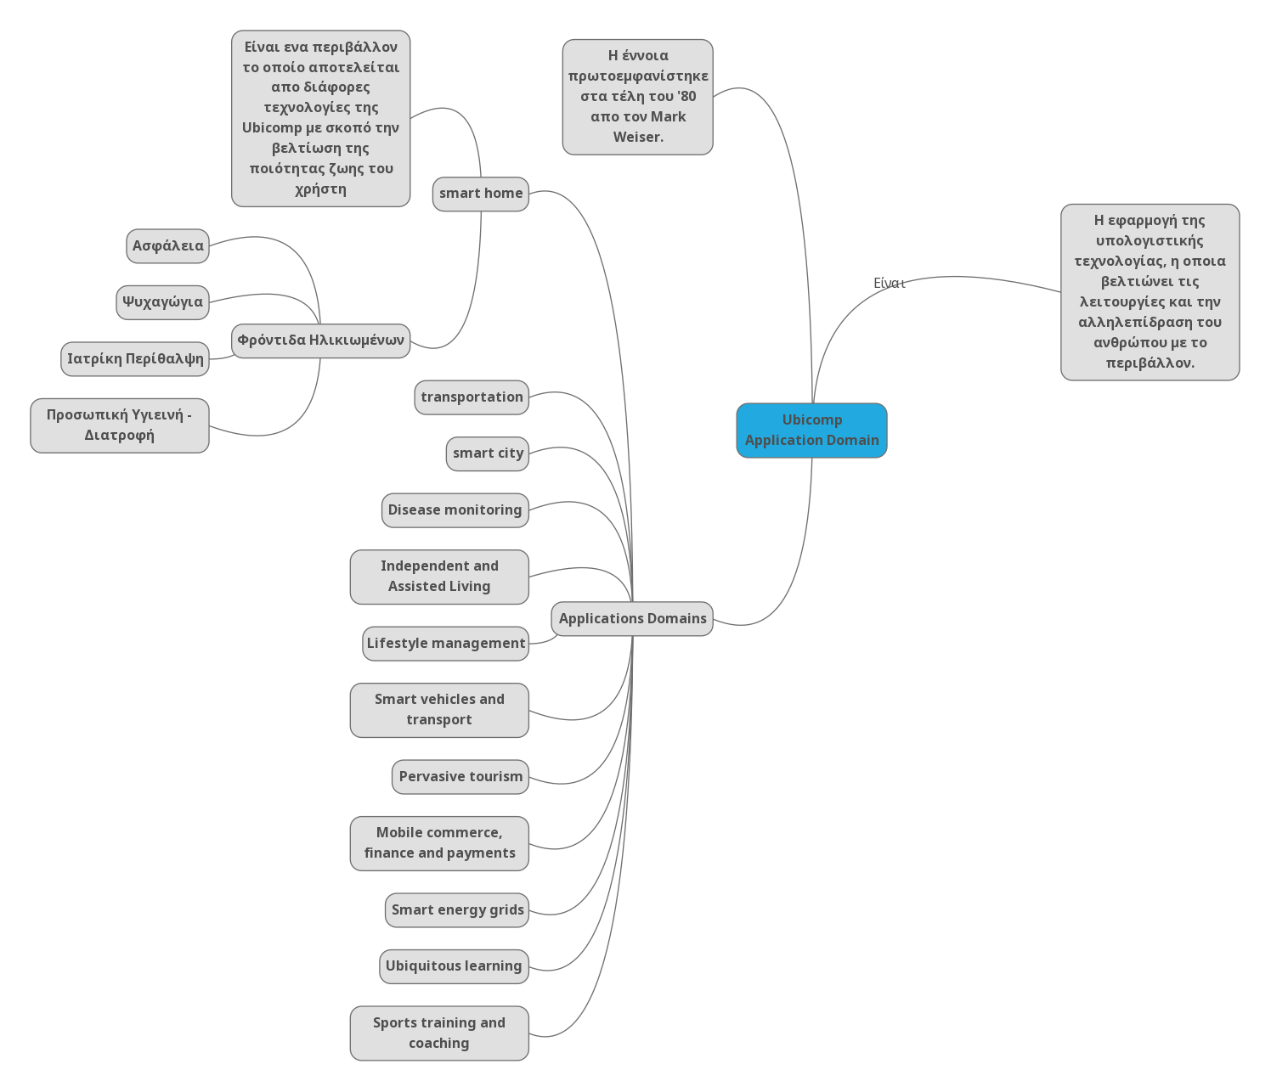 Είναι ενα περιβάλλον
το οποίο αποτελείται
απο διάφορες
τεχνολογίες της
Ubicomp με σκοπό την
βελτίωση της
ποιότητας ζωης του
χρήστη
Η έννοια
πρωτοεμφανίστηκε
στα τέλη του '80
απο τον Mark
Weiser.
smart home
Ασφάλεια
Ψυχαγώγια
Φρόντιδα Ηλικιωμένων
Ιατρίκη Περίθαλψη
Προσωπική Υγιεινή -
Διατροφή
Είναι
Η εφαρμογή της
υπολογιστικής
τεχνολογίας, η οποια
βελτιώνει τις
λειτουργίες και την
αλληλεπίδραση του
ανθρώπου με το
περιβάλλον.
Ubicomp
Application Domain
transportation
smart city
Disease monitoring
Independent and
Assisted Living
Applications Domains
Lifestyle management
Smart vehicles and
transport
Pervasive tourism
Mobile commerce,
finance and payments
Smart energy grids
Ubiquitous learning
Sports training and
coaching